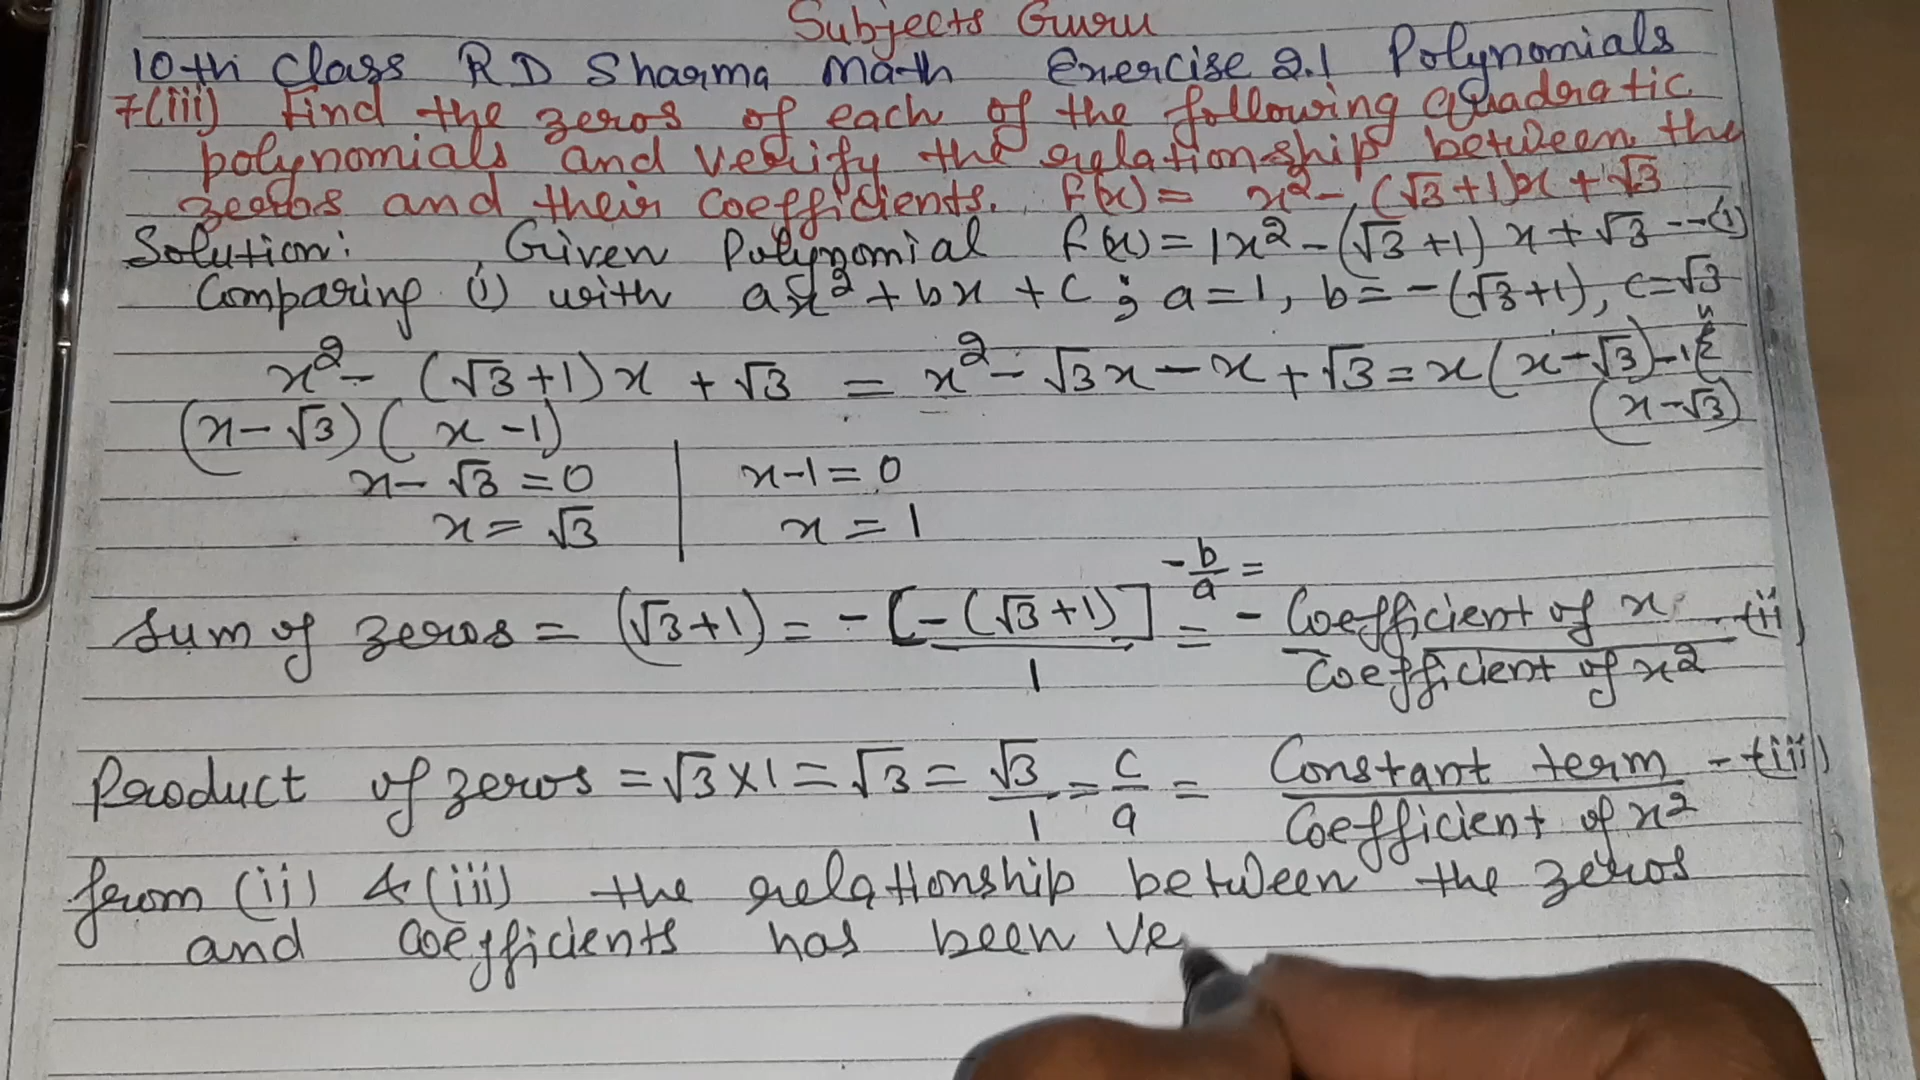 Subjects Guru
10th Class R D Sharma Math Exercise 2.1 Polynomials
7(iii) Find the zeros of each of the following quadratic
polynomials and verify the relationship between the
zeros and their coefficients. f(x) = x² - (√3+1)x + √3
Solution: Given Polynomial f(x) = 1x² - (√3+1) x + √3 --- (i)
Comparing (i) with ax² + bx + c ; a = 1, b = -(√3+1), c = √3
x² - (√3+1)x + √3 = x² - √3x - x + √3 = x(x-√3) - 1
(x-√3)
(x-√3)(x-1)
x - √3 = 0 | x - 1 = 0
x = √3 | x = 1
Sum of zeros = (√3+1) = -[-(√3+1)]/1 = -b/a = - Coefficient of x / Coefficient of x² --(ii)
Product of zeros = √3 x 1 = √3 = √3/1 = c/a = Constant term / Coefficient of x² --(iii)
from (ii) & (iii) the relationship between the zeros
and coefficients has been ve